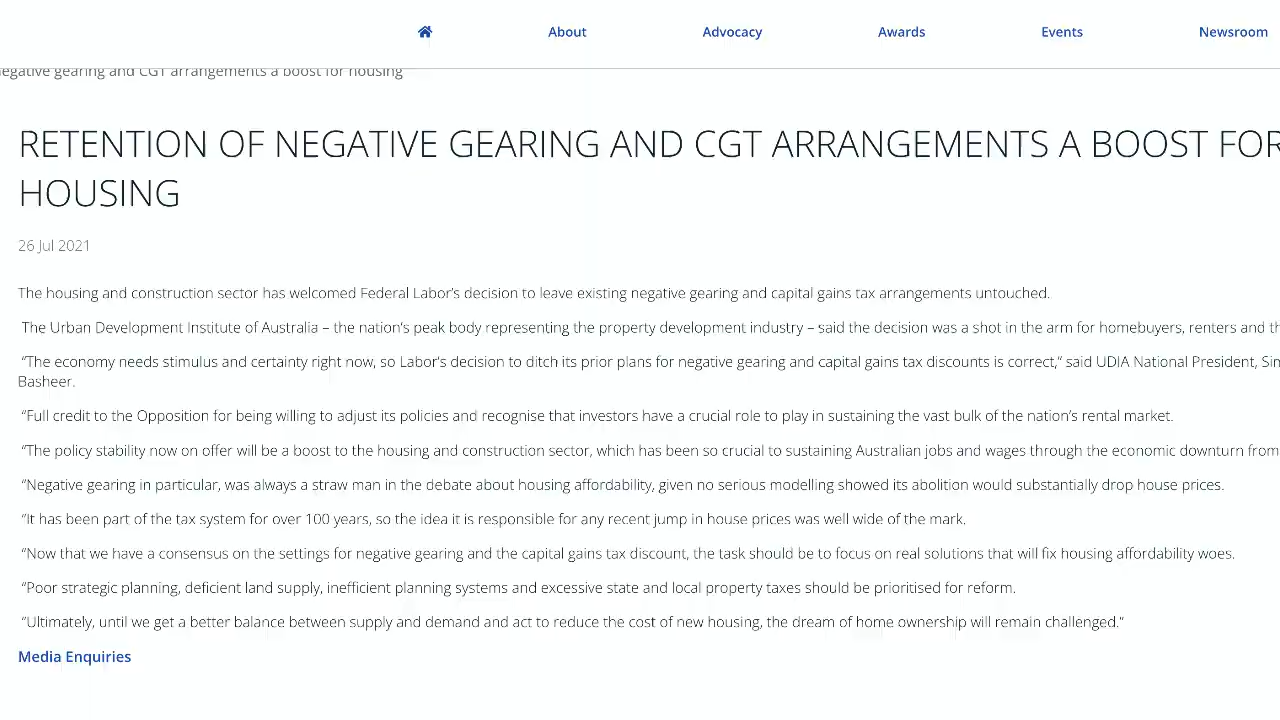 About Advocacy Awards Events Newsroom
negative gearing and CGT arrangements a boost for housing
RETENTION OF NEGATIVE GEARING AND CGT ARRANGEMENTS A BOOST FOR
HOUSING
26 Jul 2021
The housing and construction sector has welcomed Federal Labor’s decision to leave existing negative gearing and capital gains tax arrangements untouched.
The Urban Development Institute of Australia – the nation's peak body representing the property development industry – said the decision was a shot in the arm for homebuyers, renters and
“The economy needs stimulus and certainty right now, so Labor's decision to ditch its prior plans for negative gearing and capital gains tax discounts is correct,” said UDIA National President,
Basheer.
“Full credit to the Opposition for being willing to adjust its policies and recognise that investors have a crucial role to play in sustaining the vast bulk of the nation’s rental market.
“The policy stability now on offer will be a boost to the housing and construction sector, which has been so crucial to sustaining Australian jobs and wages through the economic downturn from
“Negative gearing in particular, was always a straw man in the debate about housing affordability, given no serious modelling showed its abolition would substantially drop house prices.
“It has been part of the tax system for over 100 years, so the idea it is responsible for any recent jump in house prices was well wide of the mark.
“Now that we have a consensus on the settings for negative gearing and the capital gains tax discount, the task should be to focus on real solutions that will fix housing affordability woes.
“Poor strategic planning, deficient land supply, inefficient planning systems and excessive state and local property taxes should be prioritised for reform.
“Ultimately, until we get a better balance between supply and demand and act to reduce the cost of new housing, the dream of home ownership will remain challenged.”
Media Enquiries